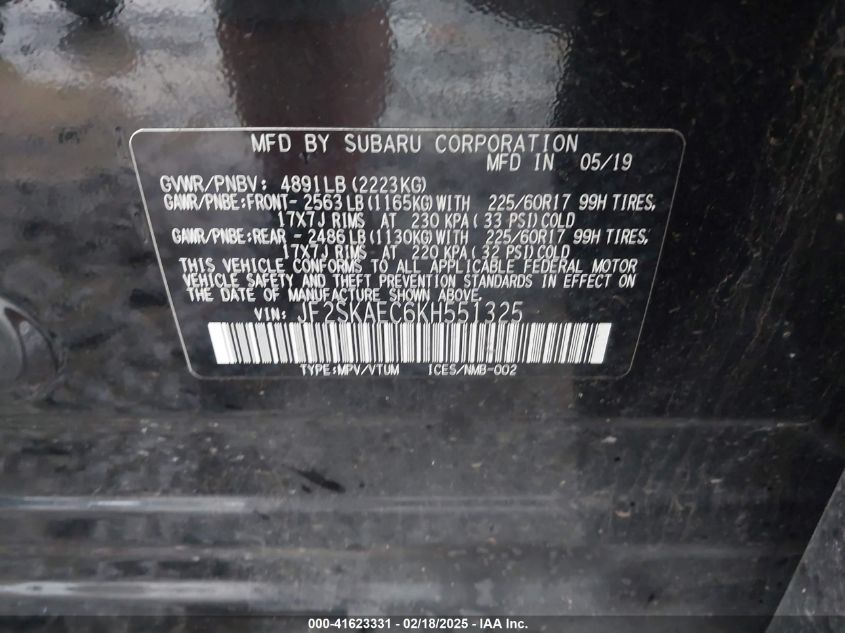 MFD BY SUBARU CORPORATION
MFD IN 05/19
GVWR/PNBV: 4891LB (2223KG)
GAWR/PNBE:FRONT- 2563 LB (1165KG) WITH 225/60R17 99H TIRES,
17X7J RIMS AT 230 KPA ( 33 PSI) COLD
GAWR/PNBE:REAR - 2486 LB (1130KG) WITH 225/60R17 99H TIRES,
17X7J RIMS AT 220 KPA ( 32 PSI) COLD
THIS VEHICLE CONFORMS TO ALL APPLICABLE FEDERAL MOTOR
VEHICLE SAFETY AND THEFT PREVENTION STANDARDS IN EFFECT ON
THE DATE OF MANUFACTURE SHOWN ABOVE.
VIN: JF2SKAEC6KH551325
TYPE:MPV/VTUM ICES/NMB-002
000-41623331 - 02/18/2025 - IAA Inc.